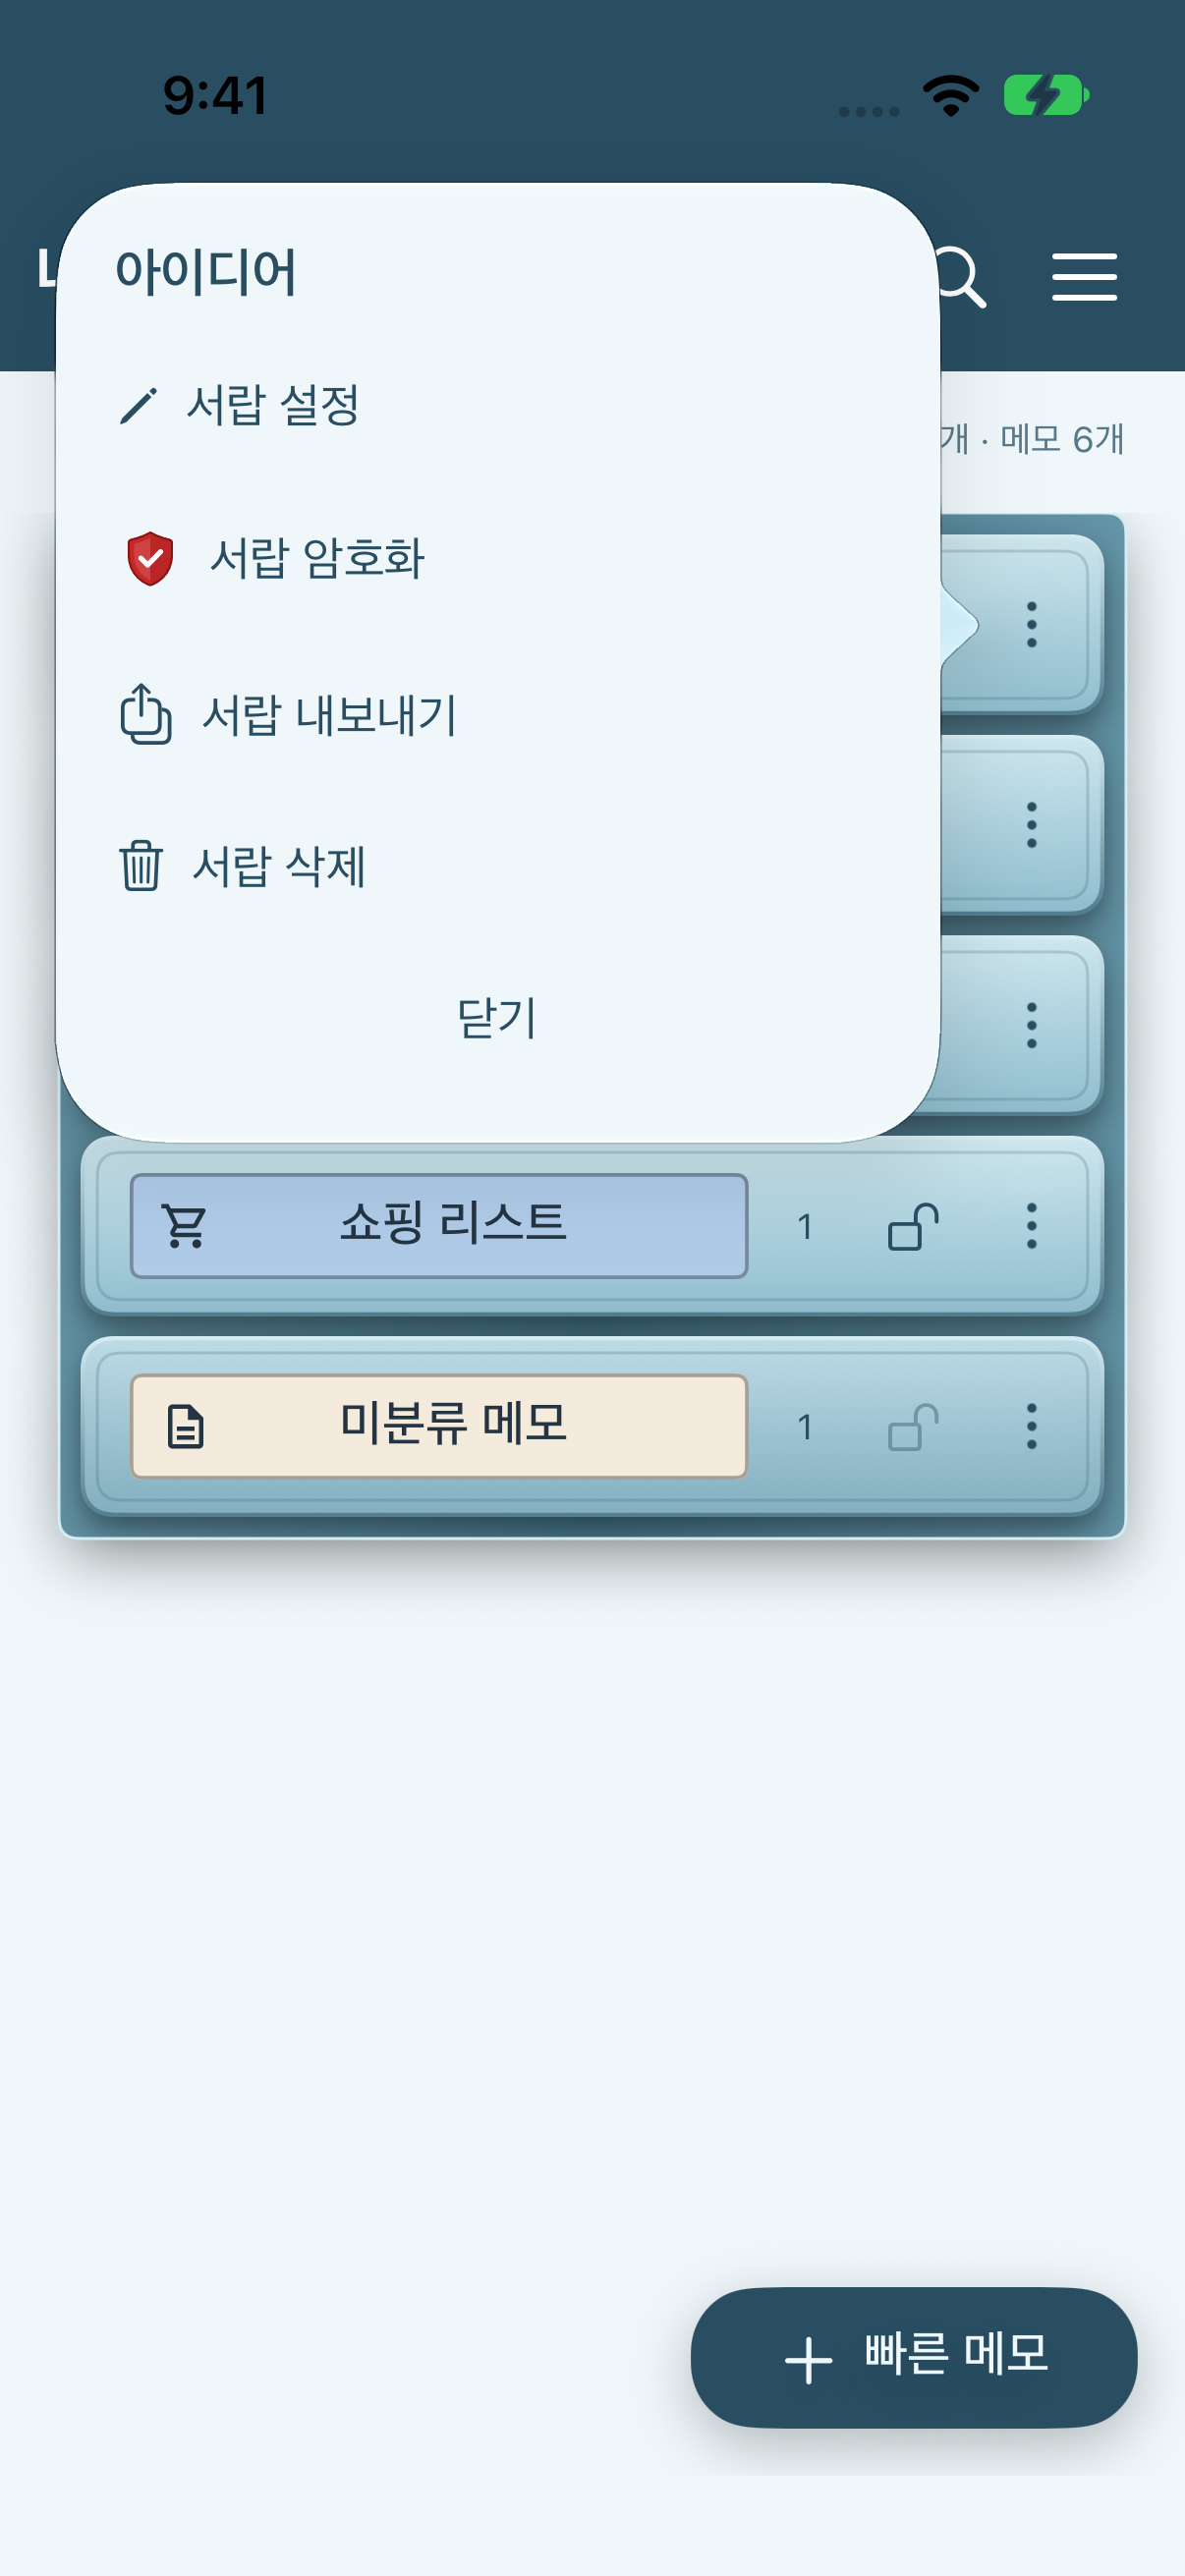 9:41
아이디어
서랍 설정
개 · 메모 6개
서랍 암호화
서랍 내보내기
서랍 삭제
닫기
쇼핑 리스트 1
미분류 메모 1
빠른 메모